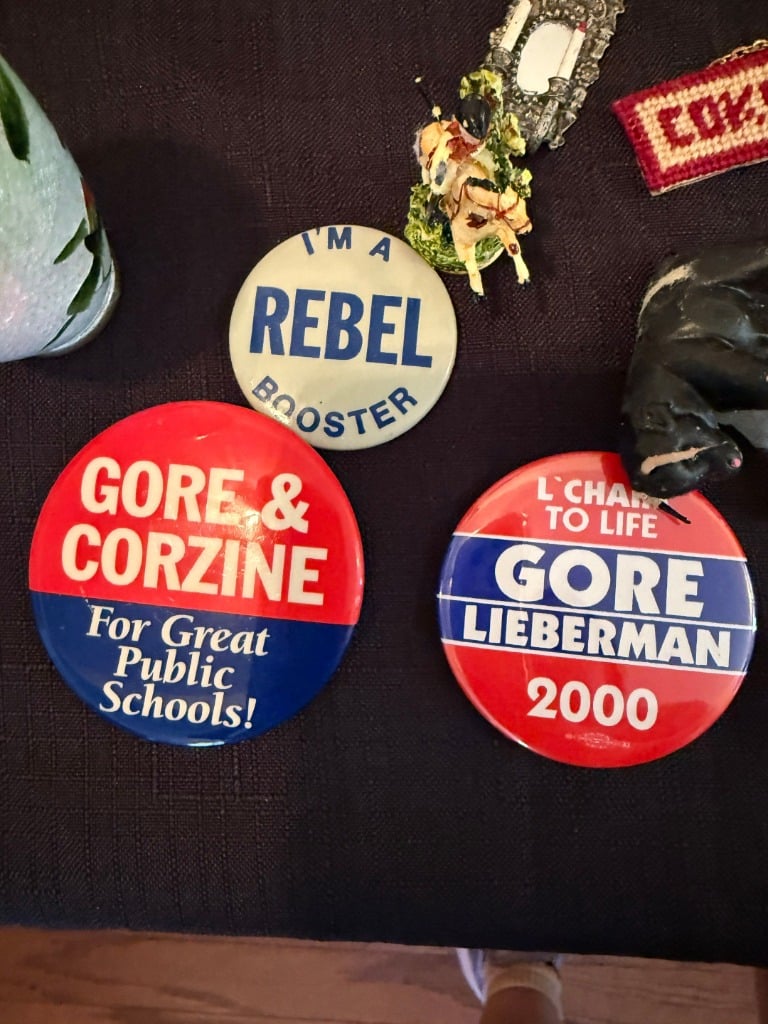 I'M A
REBEL
BOOSTER
GORE &
CORZINE
For Great
Public
Schools!
TO LIFE
GORE
LIEBERMAN
2000